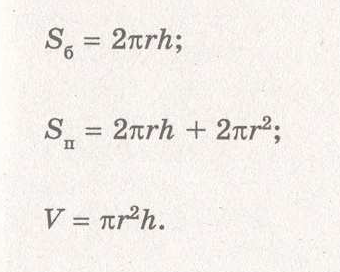 Sб = 2πrh;
Sп = 2πrh + 2πr²;
V = πr²h.